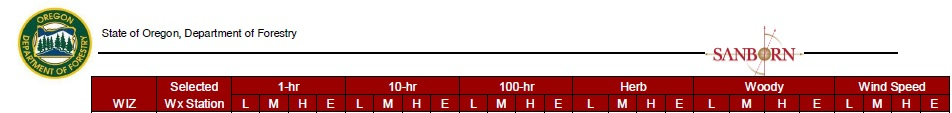 OREGON
DEPARTMENT OF FORESTRY
State of Oregon, Department of Forestry
SANBORN
Selected 1-hr 10-hr 100-hr Herb Woody Wind Speed
WIZ Wx Station L M H E L M H E L M H E L M H E L M H E L M H E